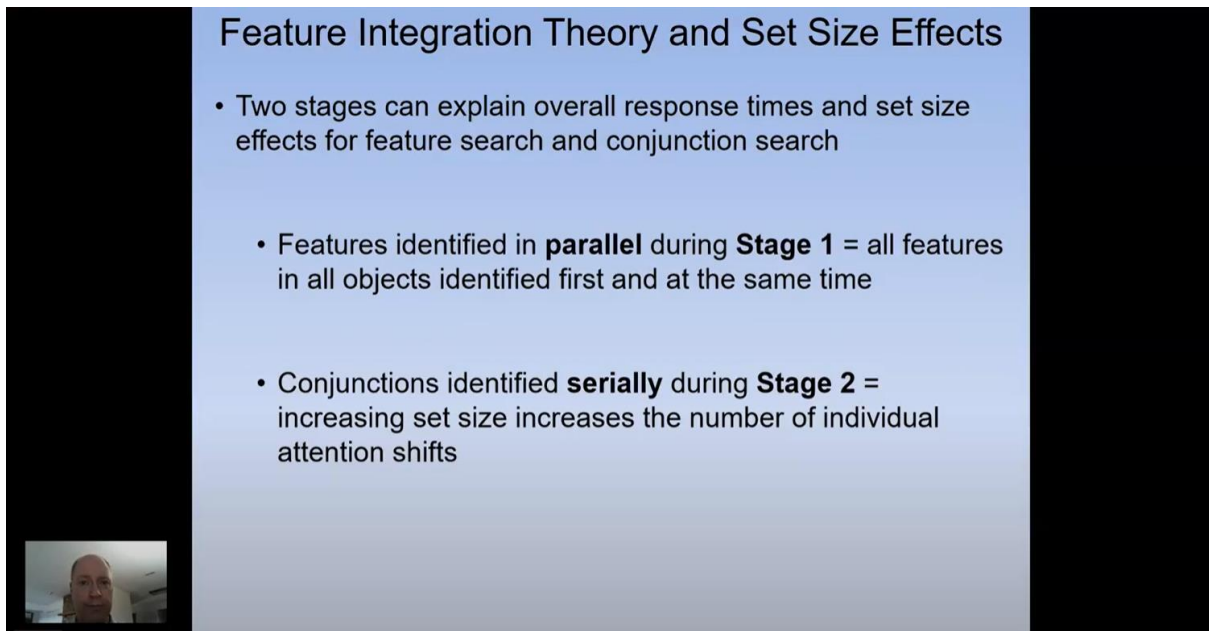 Feature Integration Theory and Set Size Effects
• Two stages can explain overall response times and set size
effects for feature search and conjunction search
• Features identified in parallel during Stage 1 = all features
in all objects identified first and at the same time
• Conjunctions identified serially during Stage 2 =
increasing set size increases the number of individual
attention shifts